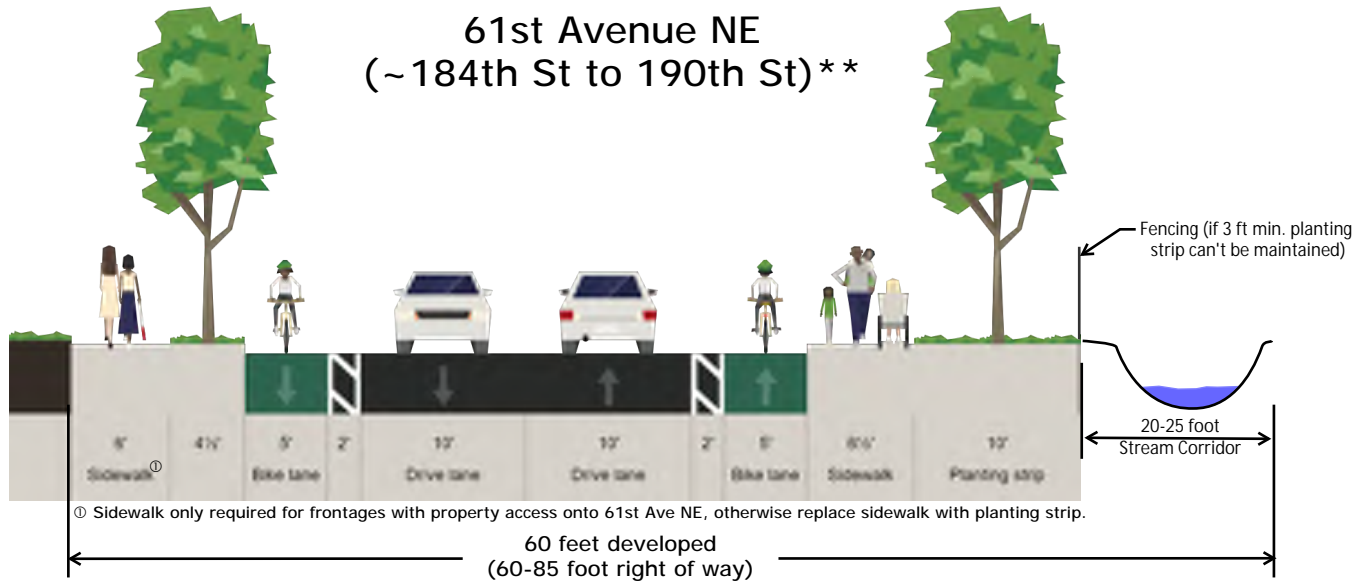 61st Avenue NE
(~184th St to 190th St)**
Fencing (if 3 ft min. planting
strip can't be maintained)
6' 4½' 5' 2' 10' 10' 2' 5' 6½' 10'
Sidewalk① Bike lane Drive lane Drive lane Bike lane Sidewalk Planting strip
20-25 foot
Stream Corridor
① Sidewalk only required for frontages with property access onto 61st Ave NE, otherwise replace sidewalk with planting strip.
60 feet developed
(60-85 foot right of way)